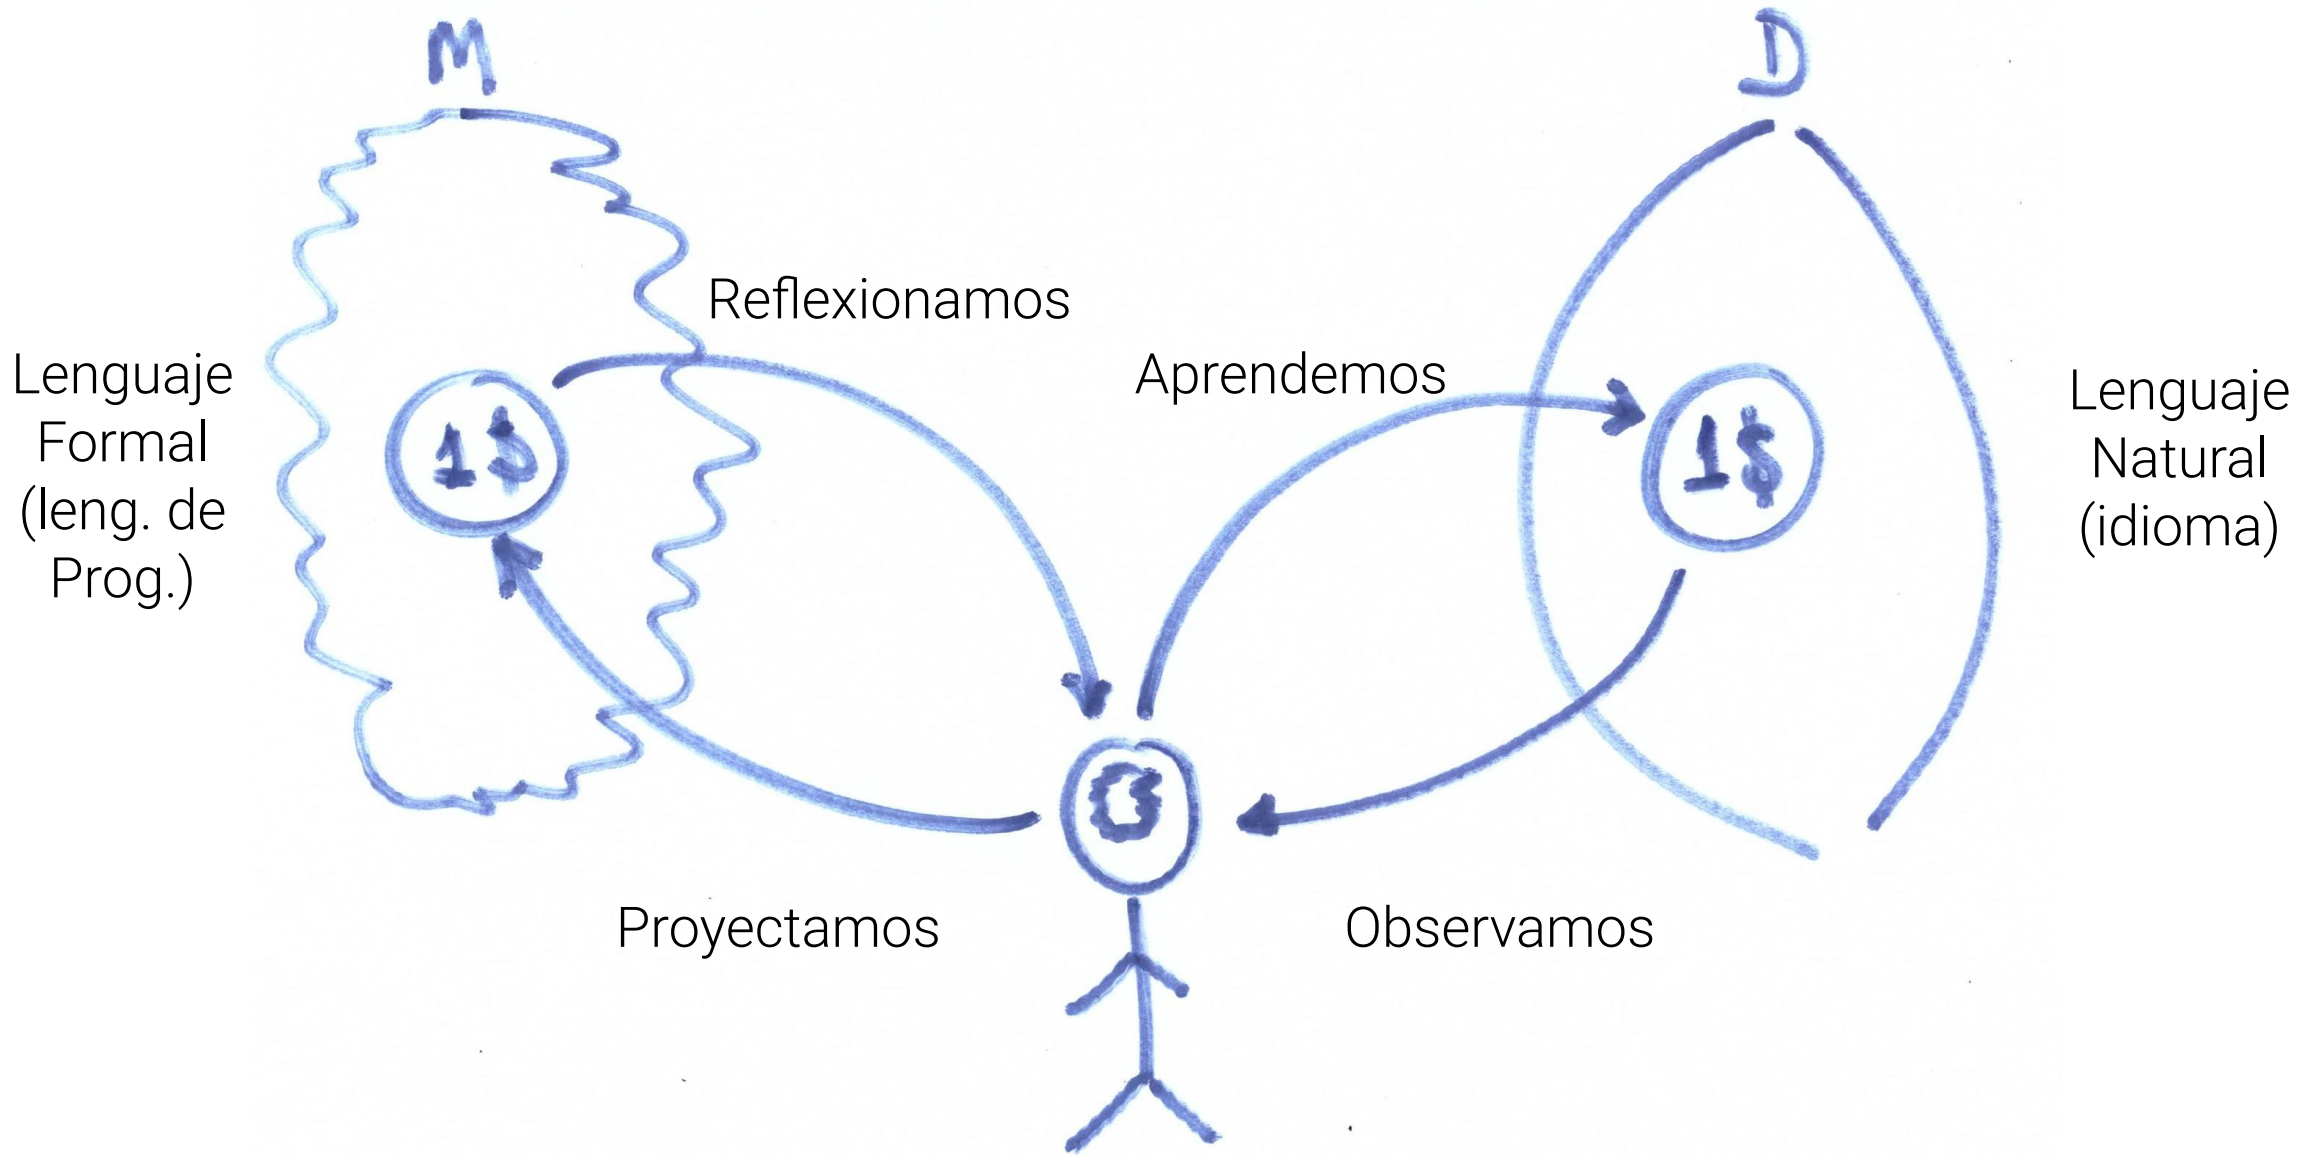 M
D
Reflexionamos
Aprendemos
Lenguaje
Formal
(leng. de
Prog.)
1$
1$
Lenguaje
Natural
(idioma)
Proyectamos
Observamos